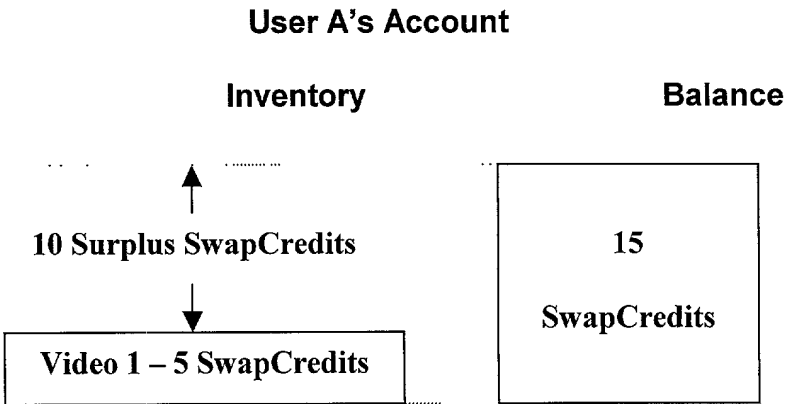 User A’s Account
Inventory
Balance
10 Surplus SwapCredits
15
SwapCredits
Video 1 – 5 SwapCredits